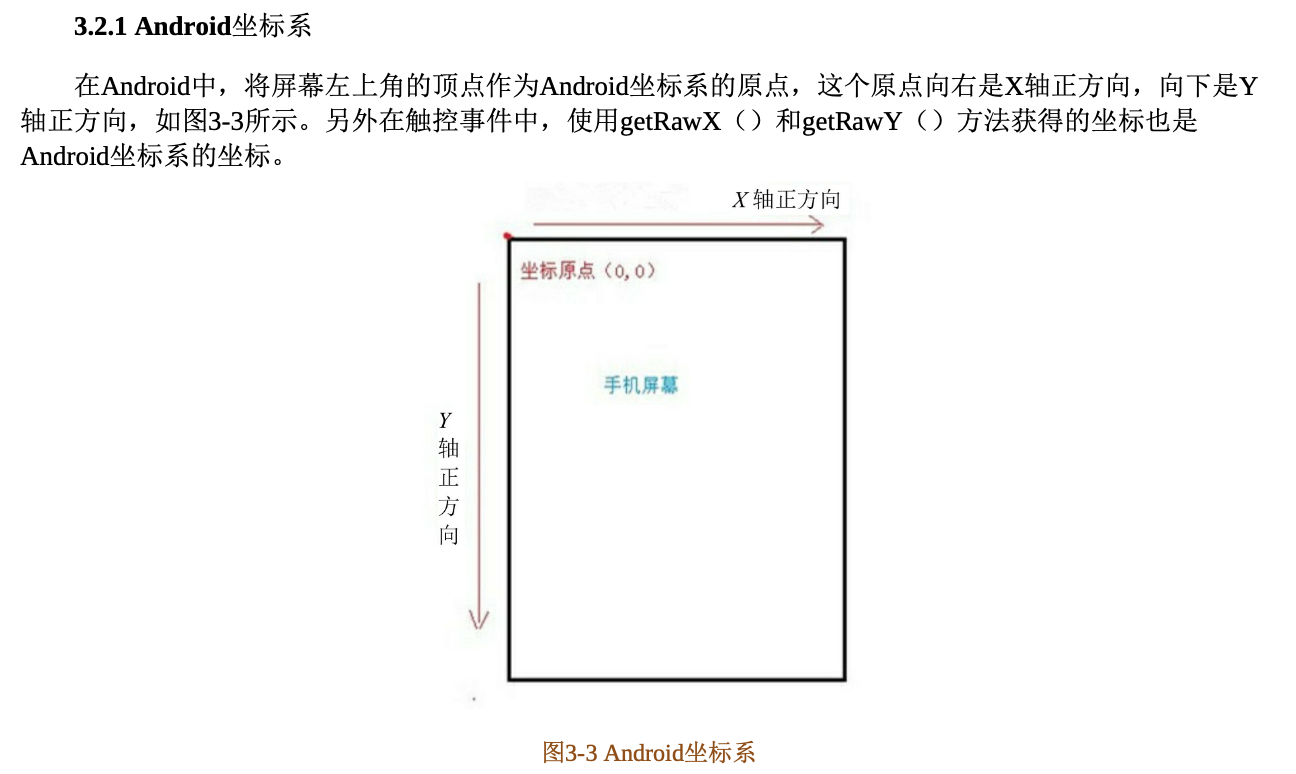 3.2.1 Android坐标系
在Android中，将屏幕左上角的顶点作为Android坐标系的原点，这个原点向右是X轴正方向，向下是Y
轴正方向，如图3-3所示。另外在触控事件中，使用getRawX（）和getRawY（）方法获得的坐标也是
Android坐标系的坐标。
X 轴正方向
坐标原点（0,0）
手机屏幕
Y
轴
正
方
向
图3-3 Android坐标系